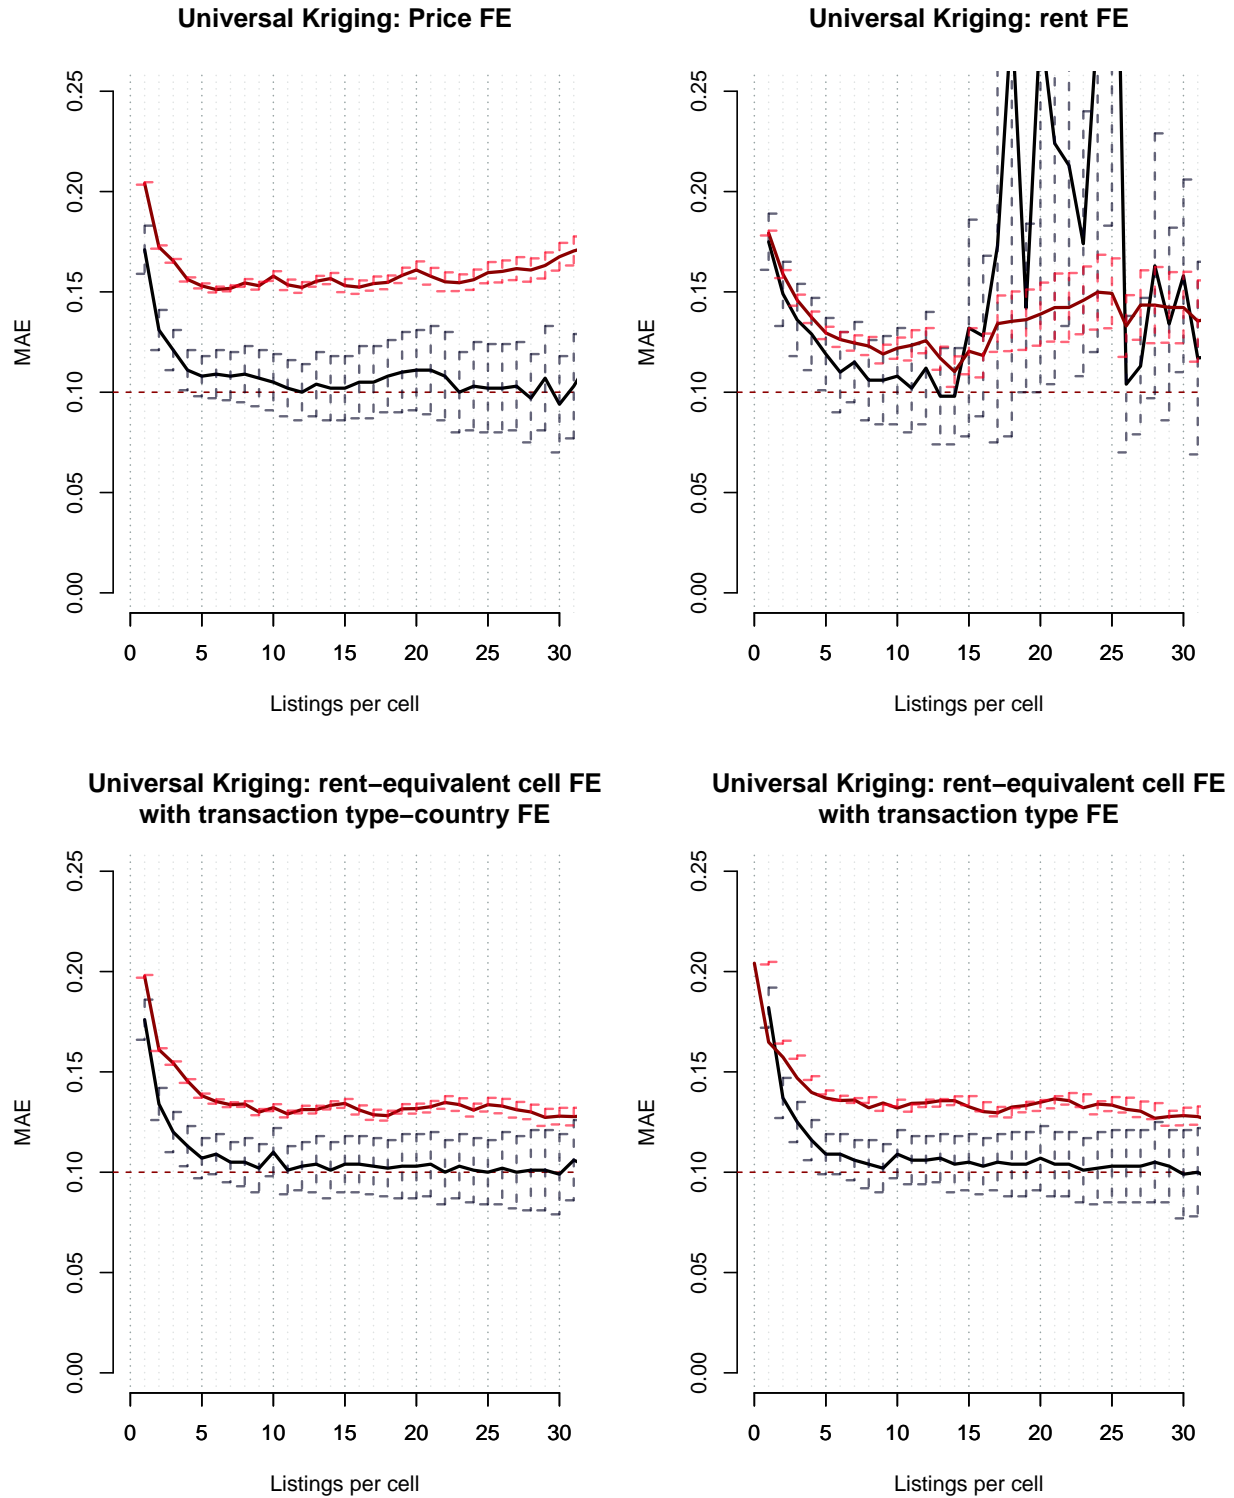 Universal Kriging: Price FE
MAE
0.00
0.05
0.10
0.15
0.20
0.25
0 5 10 15 20 25 30
Listings per cell
Universal Kriging: rent FE
MAE
0.00
0.05
0.10
0.15
0.20
0.25
0 5 10 15 20 25 30
Listings per cell
Universal Kriging: rent−equivalent cell FE
with transaction type−country FE
MAE
0.00
0.05
0.10
0.15
0.20
0.25
0 5 10 15 20 25 30
Listings per cell
Universal Kriging: rent−equivalent cell FE
with transaction type FE
MAE
0.00
0.05
0.10
0.15
0.20
0.25
0 5 10 15 20 25 30
Listings per cell